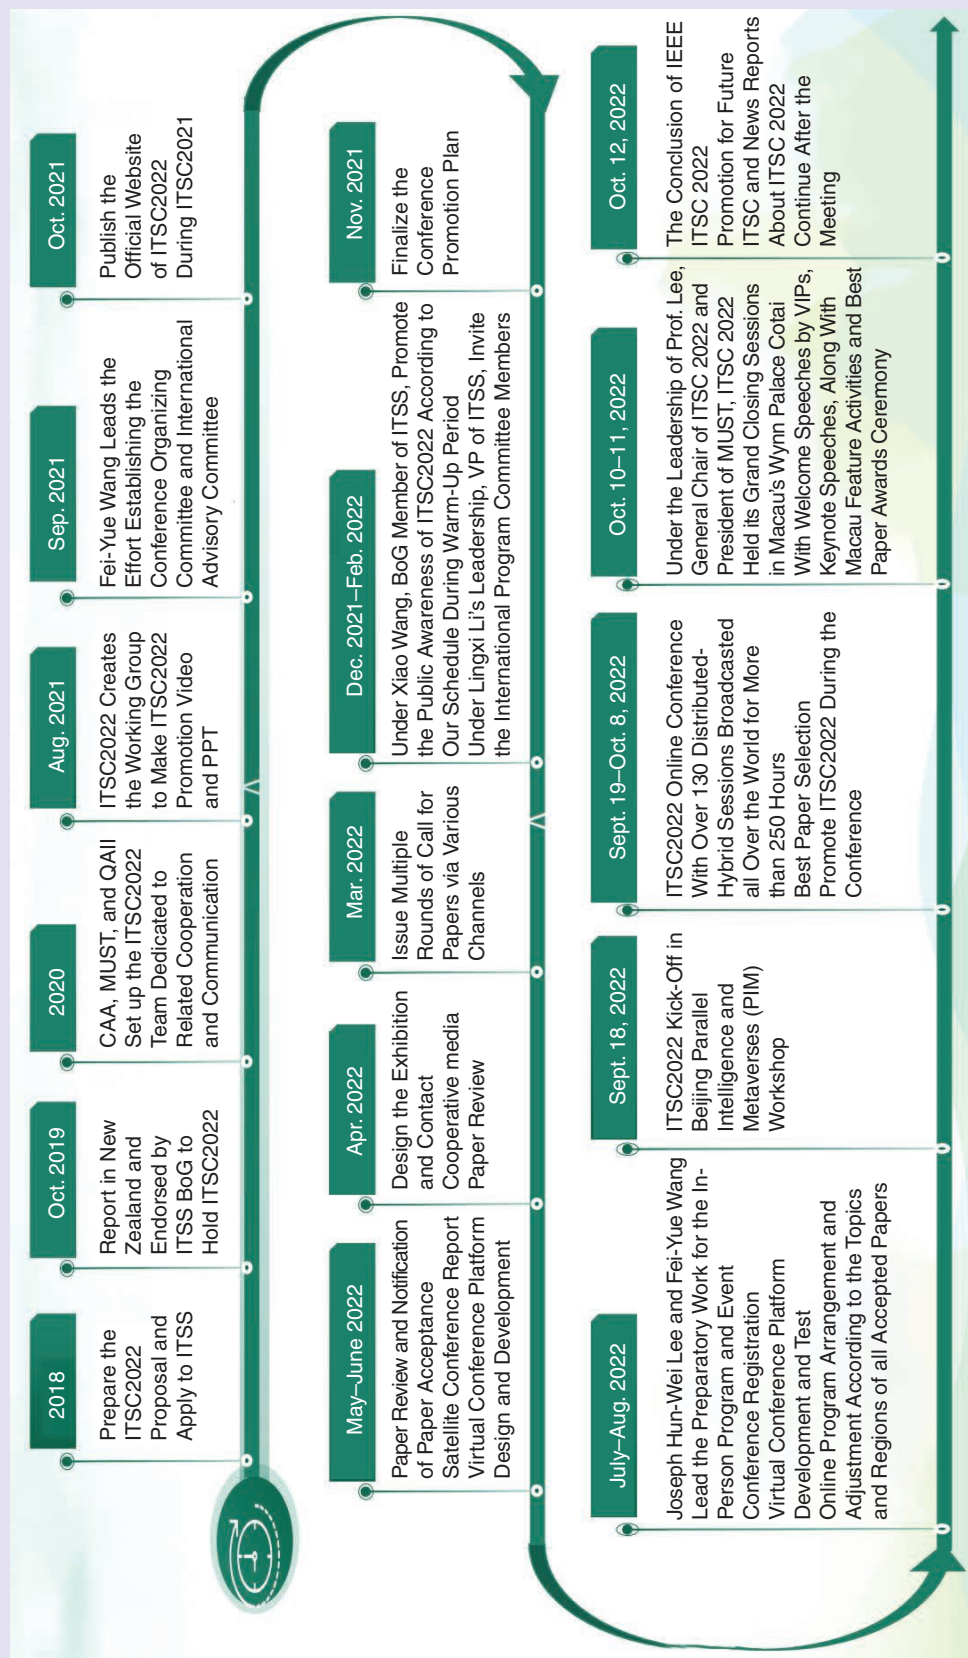 2018
Prepare the
ITSC2022
Proposal and
Apply to ITSS
Oct. 2019
Report in New
Zealand and
Endorsed by
ITSS BoG to
Hold ITSC2022
2020
CAA, MUST, and QAII
Set up the ITSC2022
Team Dedicated to
Related Cooperation
and Communication
Aug. 2021
ITSC2022 Creates
the Working Group
to Make ITSC2022
Promotion Video
and PPT
Sep. 2021
Fei-Yue Wang Leads the
Effort Establishing the
Conference Organizing
Committee and International
Advisory Committee
Oct. 2021
Publish the
Official Website
of ITSC2022
During ITSC2021
Nov. 2021
Finalize the
Conference
Promotion Plan
Dec. 2021–Feb. 2022
Under Xiao Wang, BoG Member of ITSS, Promote
the Public Awareness of ITSC2022 According to
Our Schedule During Warm-Up Period
Under Lingxi Li's Leadership, VP of ITSS, Invite
the International Program Committee Members
Mar. 2022
Issue Multiple
Rounds of Call for
Papers via Various
Channels
Apr. 2022
Design the Exhibition
and Contact
Cooperative media
Paper Review
May–June 2022
Paper Review and Notification
of Paper Acceptance
Satellite Conference Report
Virtual Conference Platform
Design and Development
July–Aug. 2022
Joseph Hun-Wei Lee and Fei-Yue Wang
Lead the Preparatory Work for the In-
Person Program and Event
Conference Registration
Virtual Conference Platform
Development and Test
Online Program Arrangement and
Adjustment According to the Topics
and Regions of all Accepted Papers
Sept. 18, 2022
ITSC2022 Kick-Off in
Beijing Parallel
Intelligence and
Metaverses (PIM)
Workshop
Sept. 19–Oct. 8, 2022
ITSC2022 Online Conference
With Over 130 Distributed-
Hybrid Sessions Broadcasted
all Over the World for More
than 250 Hours
Best Paper Selection
Promote ITSC2022 During the
Conference
Oct. 10–11, 2022
Under the Leadership of Prof. Lee,
General Chair of ITSC 2022 and
President of MUST, ITSC 2022
Held its Grand Closing Sessions
in Macau's Wynn Palace Cotai
With Welcome Speeches by VIPs,
Keynote Speeches, Along With
Macau Feature Activities and Best
Paper Awards Ceremony
Oct. 12, 2022
The Conclusion of IEEE
ITSC 2022
Promotion for Future
ITSC and News Reports
About ITSC 2022
Continue After the
Meeting